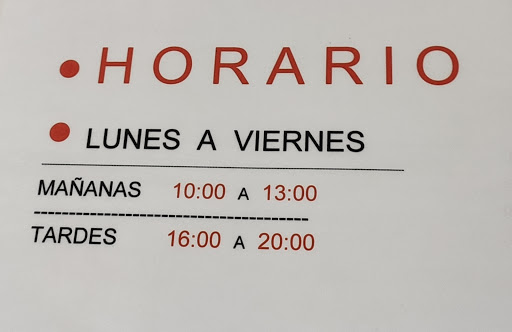 HORARIO
LUNES A VIERNES
MAÑANAS 10:00 A 13:00
TARDES 16:00 A 20:00